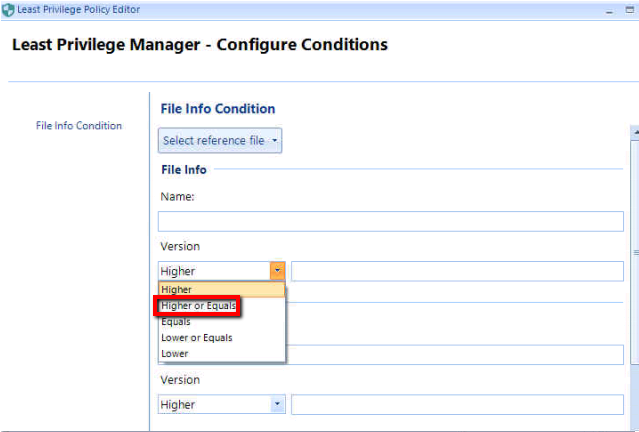 Least Privilege Policy Editor
Least Privilege Manager - Configure Conditions
File Info Condition
File Info Condition
Select reference file
File Info
Name:
Version
Higher
Higher
Higher or Equals
Equals
Lower or Equals
Lower
Version
Higher